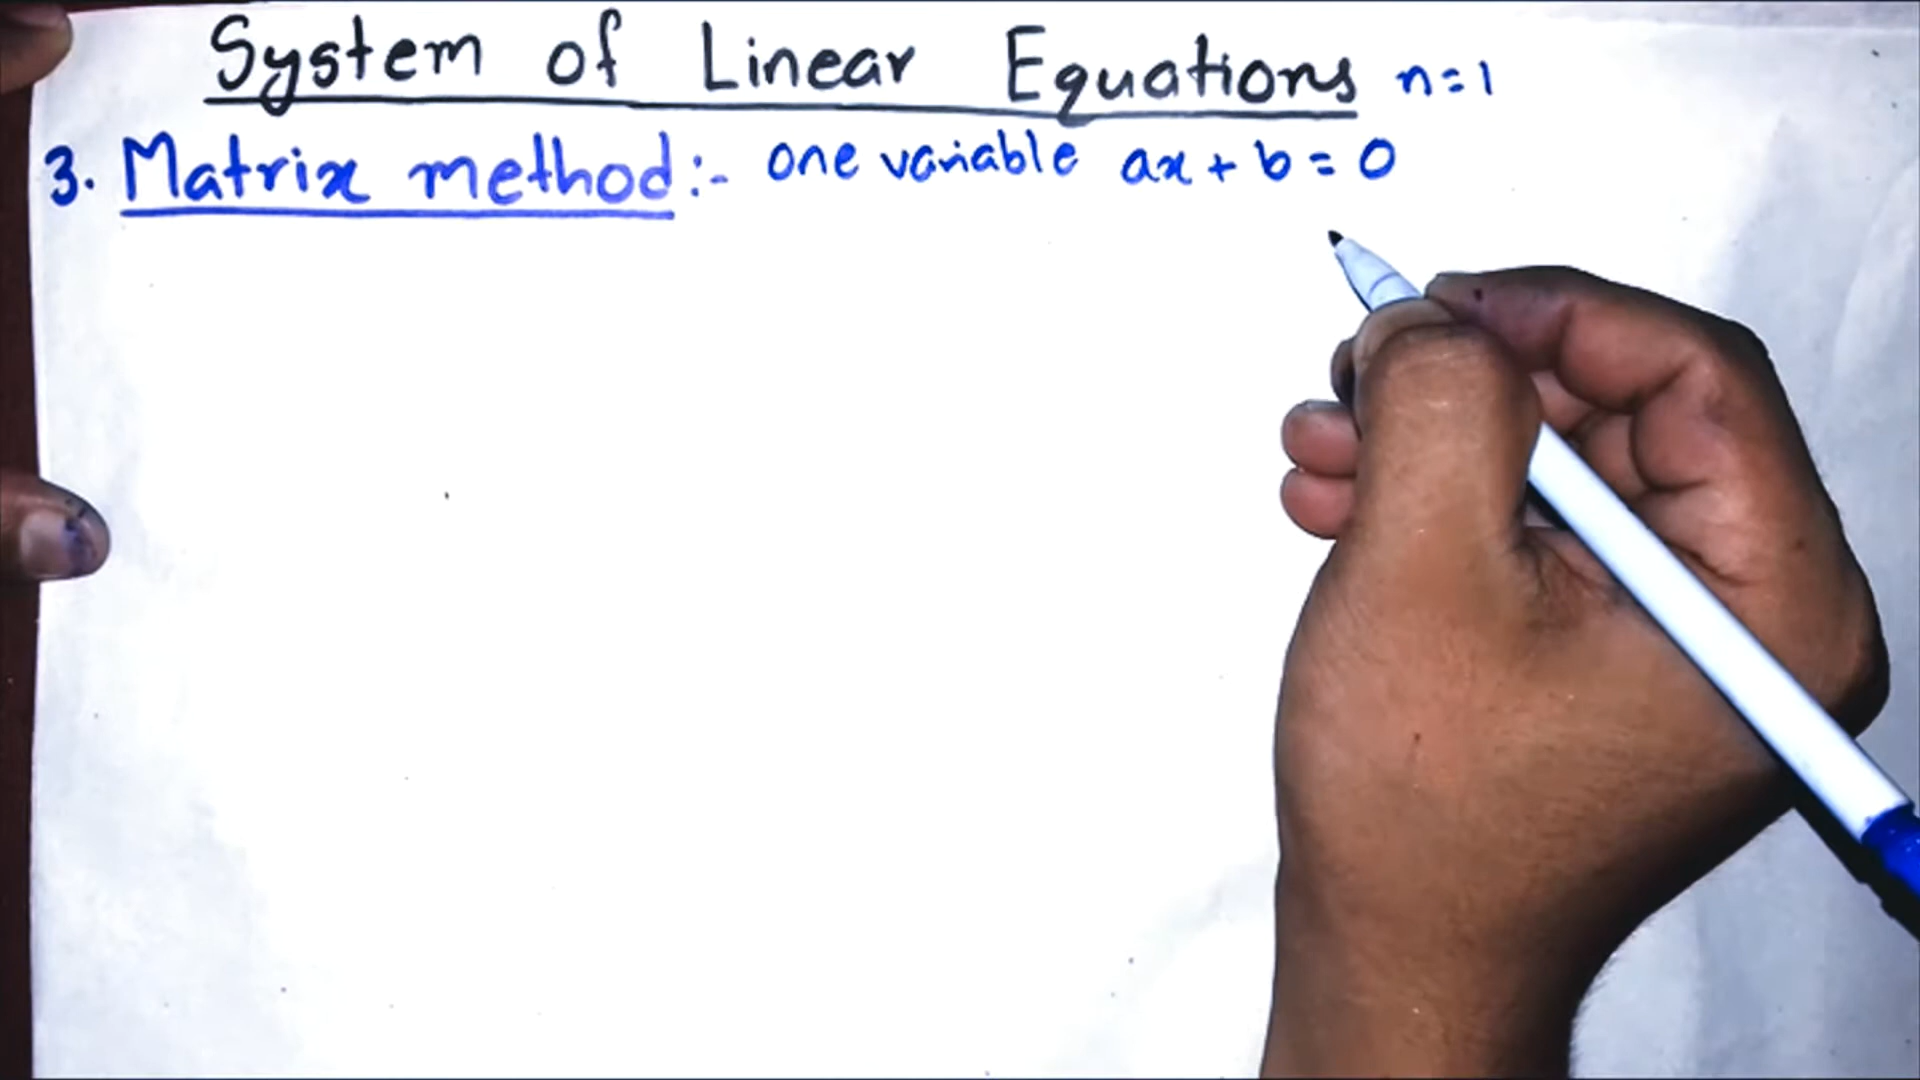 System of Linear Equations n=1
3. Matrix method:- one variable ax + b = 0